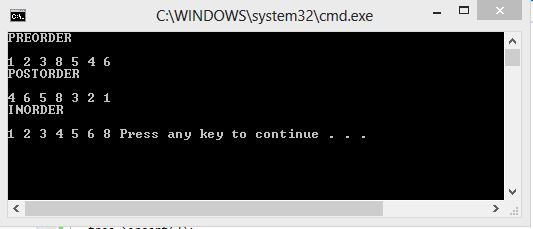 C:\WINDOWS\system32\cmd.exe
PREORDER
1 2 3 8 5 4 6
POSTORDER
4 6 5 8 3 2 1
INORDER
1 2 3 4 5 6 8 Press any key to continue . . .